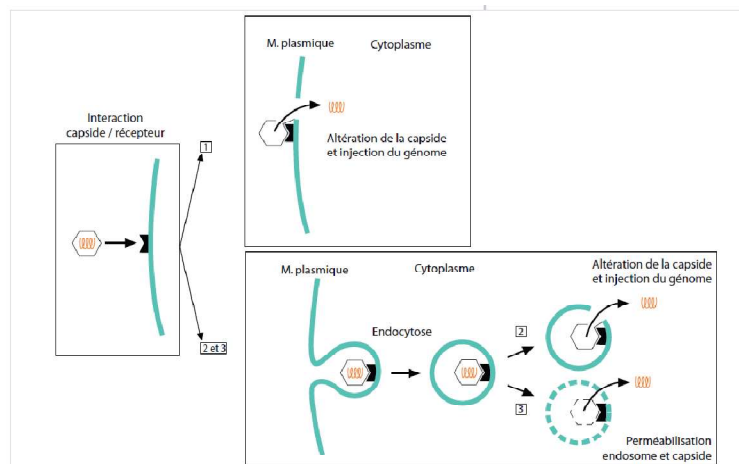 Interaction
capside / récepteur
1
2 et 3
M. plasmique
Cytoplasme
Altération de la capside
et injection du génome
M. plasmique
Cytoplasme
Altération de la capside
et injection du génome
Endocytose
2
3
Perméabilisation
endosome et capside